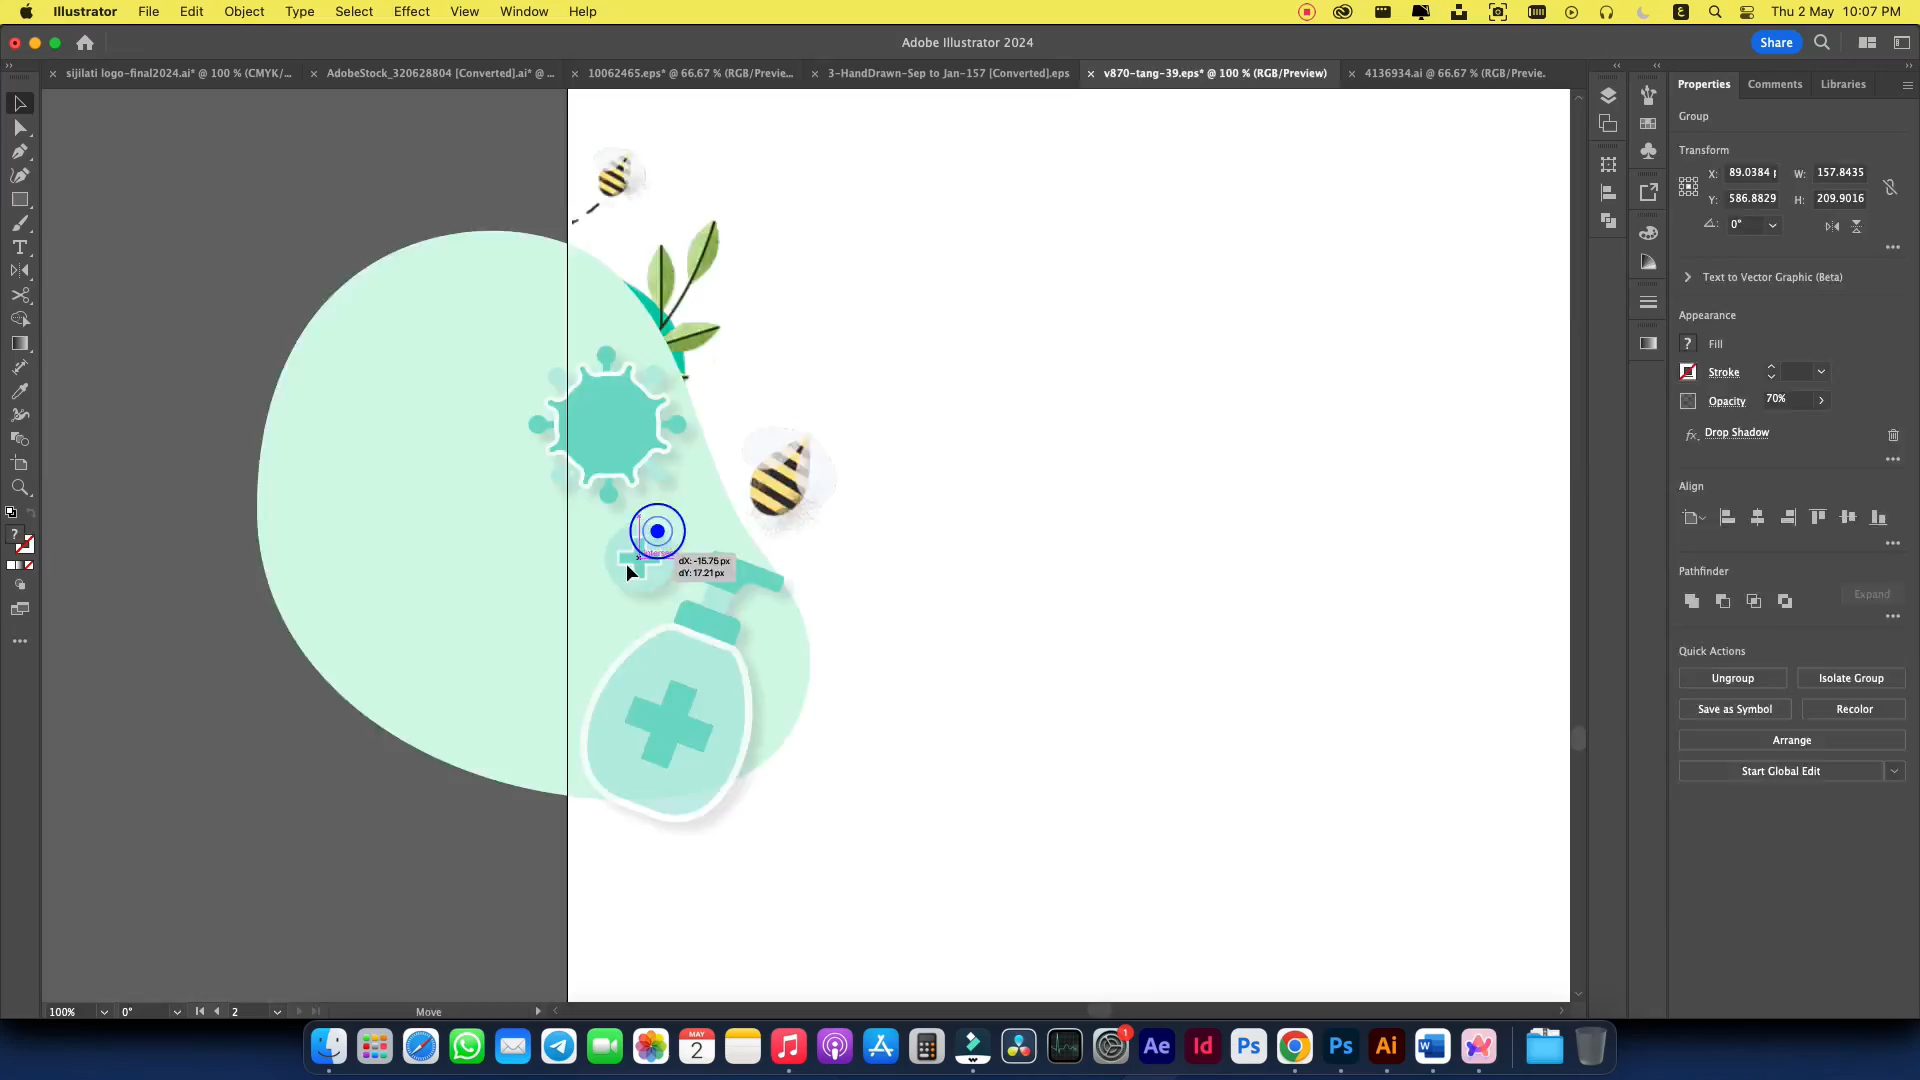 Illustrator File Edit Object Type Select Effect View Window Help
Thu 2 May 10:07 PM
Adobe Illustrator 2024
Share
sijilati logo-final2024.ai* @ 100 % (CMYK/...
AdobeStock_320628804 [Converted].ai* @ ...
10062465.eps* @ 66.67 % (RGB/Previe...
3-HandDrawn-Sep to Jan-157 [Converted].eps
v870-tang-39.eps* @ 100 % (RGB/Preview)
4136934.ai @ 66.67 % (RGB/Previe.
Properties Comments Libraries
Group
Transform
X: 89.0384 p W: 157.8435
Y: 586.8829 H: 209.9016
0°
Text to Vector Graphic (Beta)
Appearance
? Fill
Stroke
Opacity 70%
fx Drop Shadow
Align
Pathfinder
Expand
Quick Actions
Ungroup Isolate Group
Save as Symbol Recolor
Arrange
Start Global Edit
dX: -15.75 px
dY: 17.21 px
100% 0° 2 Move
MAY
2
1
Ae Id Ps Ps Ai W